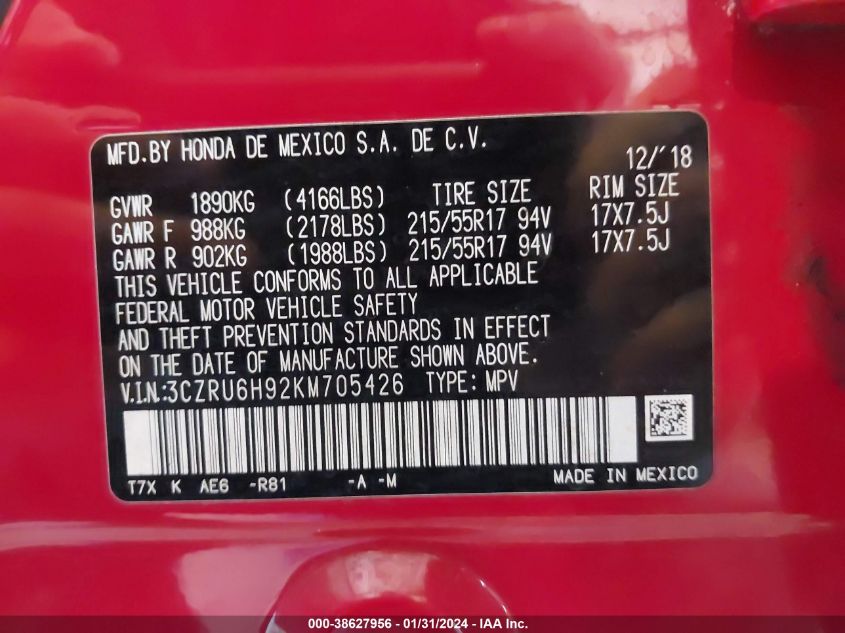 MFD.BY HONDA DE MEXICO S.A. DE C.V. 12/'18
GVWR 1890KG (4166LBS) TIRE SIZE RIM SIZE
GAWR F 988KG (2178LBS) 215/55R17 94V 17X7.5J
GAWR R 902KG (1988LBS) 215/55R17 94V 17X7.5J
THIS VEHICLE CONFORMS TO ALL APPLICABLE
FEDERAL MOTOR VEHICLE SAFETY
AND THEFT PREVENTION STANDARDS IN EFFECT
ON THE DATE OF MANUFACTURE SHOWN ABOVE.
V.I.N.:3CZRU6H92KM705426 TYPE: MPV
T7X K AE6 -R81 -A -M MADE IN MEXICO
000-38627956 - 01/31/2024 - IAA Inc.